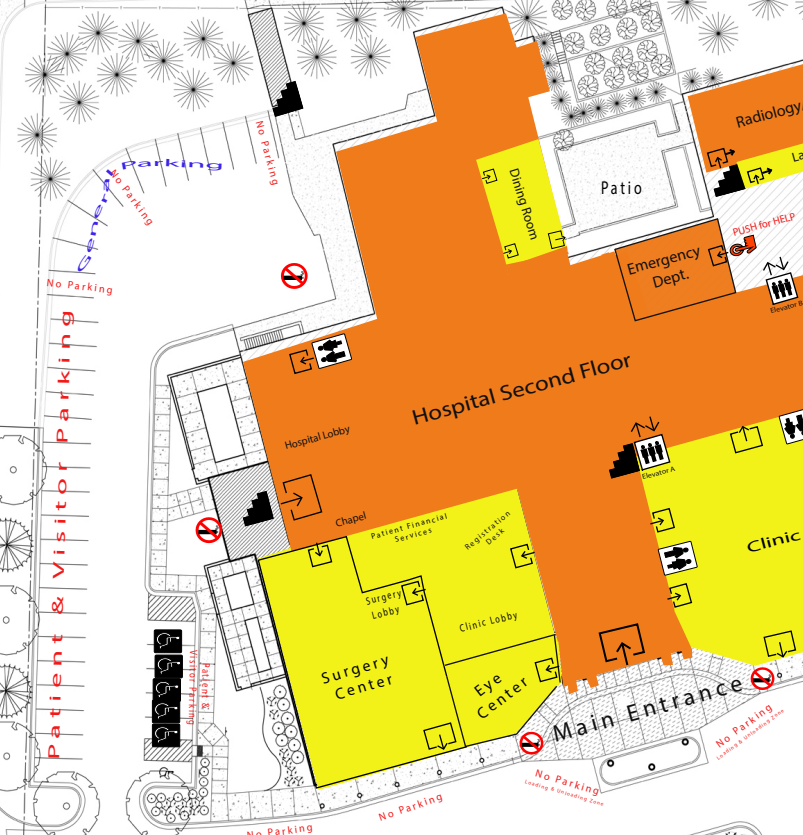 No Parking
General Parking
No Parking
No Parking
Patient & Visitor Parking
Radiology
La
Patio
Dining Room
PUSH for HELP
Emergency
Dept.
Elevator B
Hospital Second Floor
Hospital Lobby
Elevator A
Chapel
Patient Financial
Services
Registration
Desk
Clinic
Surgery
Lobby
Clinic Lobby
Surgery
Center
Eye
Center
Patient &
Visitor Parking
Main Entrance
No Parking
Loading & Unloading Zone
No Parking
Loading & Unloading Zone
No Parking
No Parking